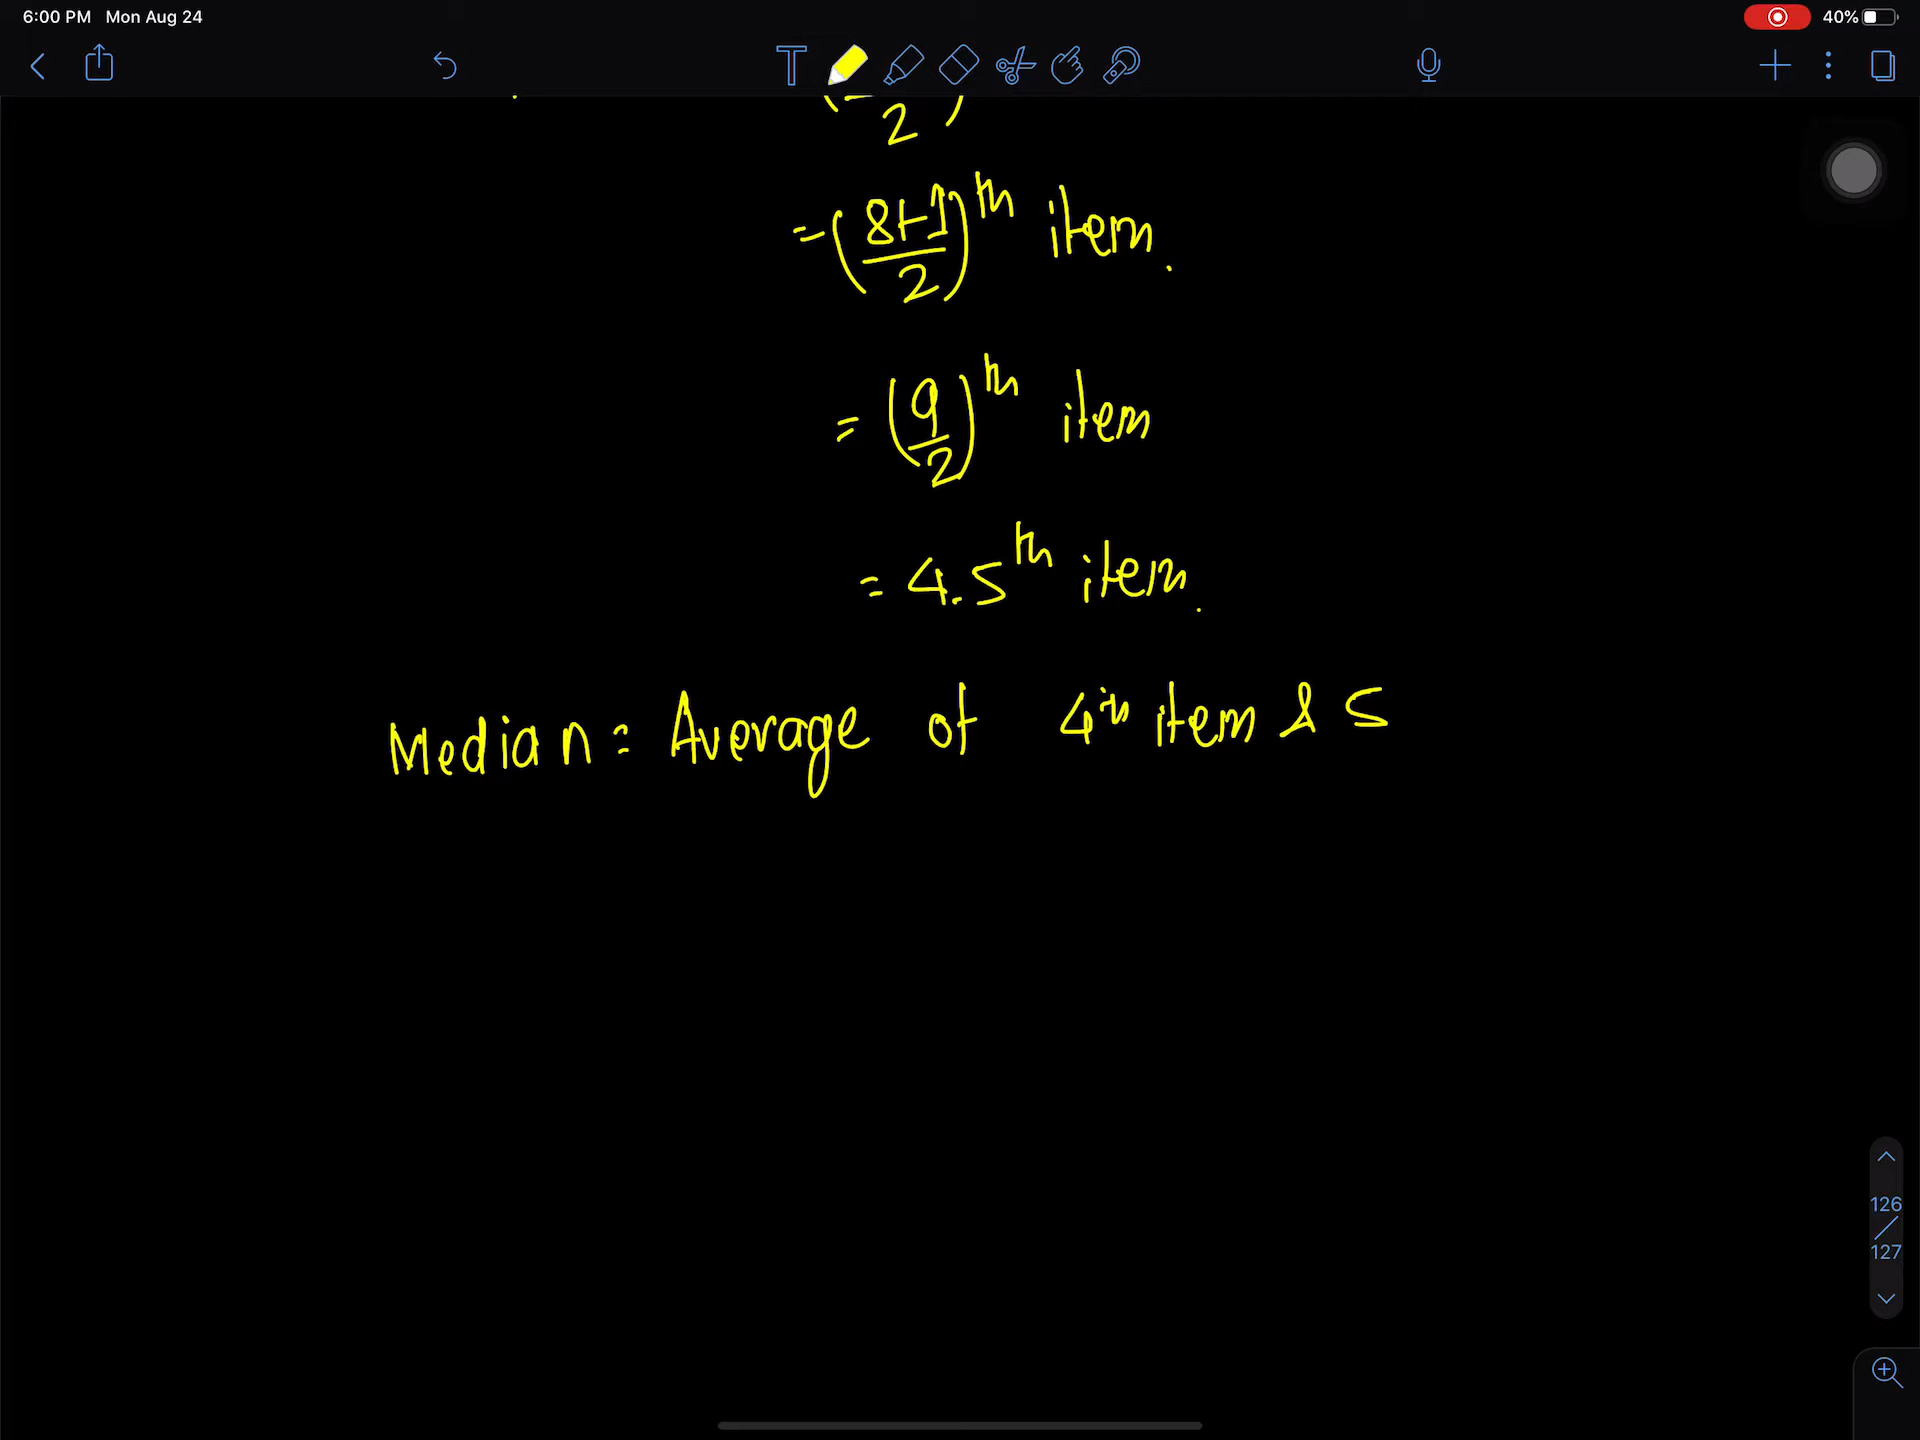 6:00 PM Mon Aug 24 40%
2
= (8+1/2)th item.
= (9/2)th item
= 4.5th item.
Median = Average of 4th item & 5
126
127